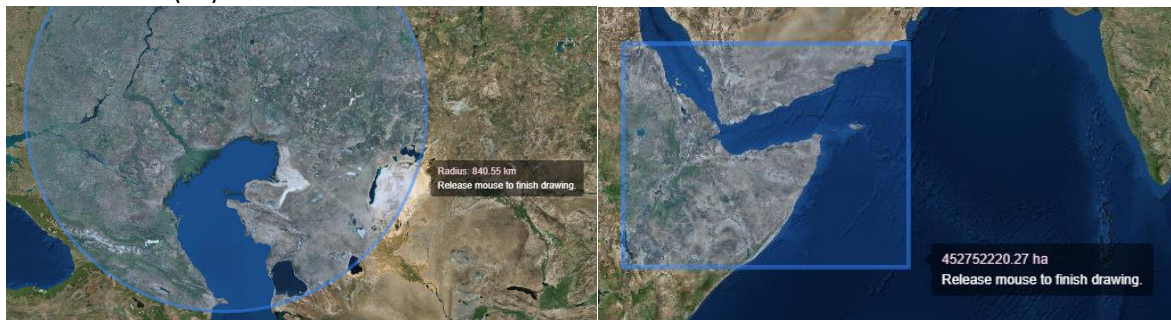 Radius: 840.55 km
Release mouse to finish drawing.
452752220.27 ha
Release mouse to finish drawing.